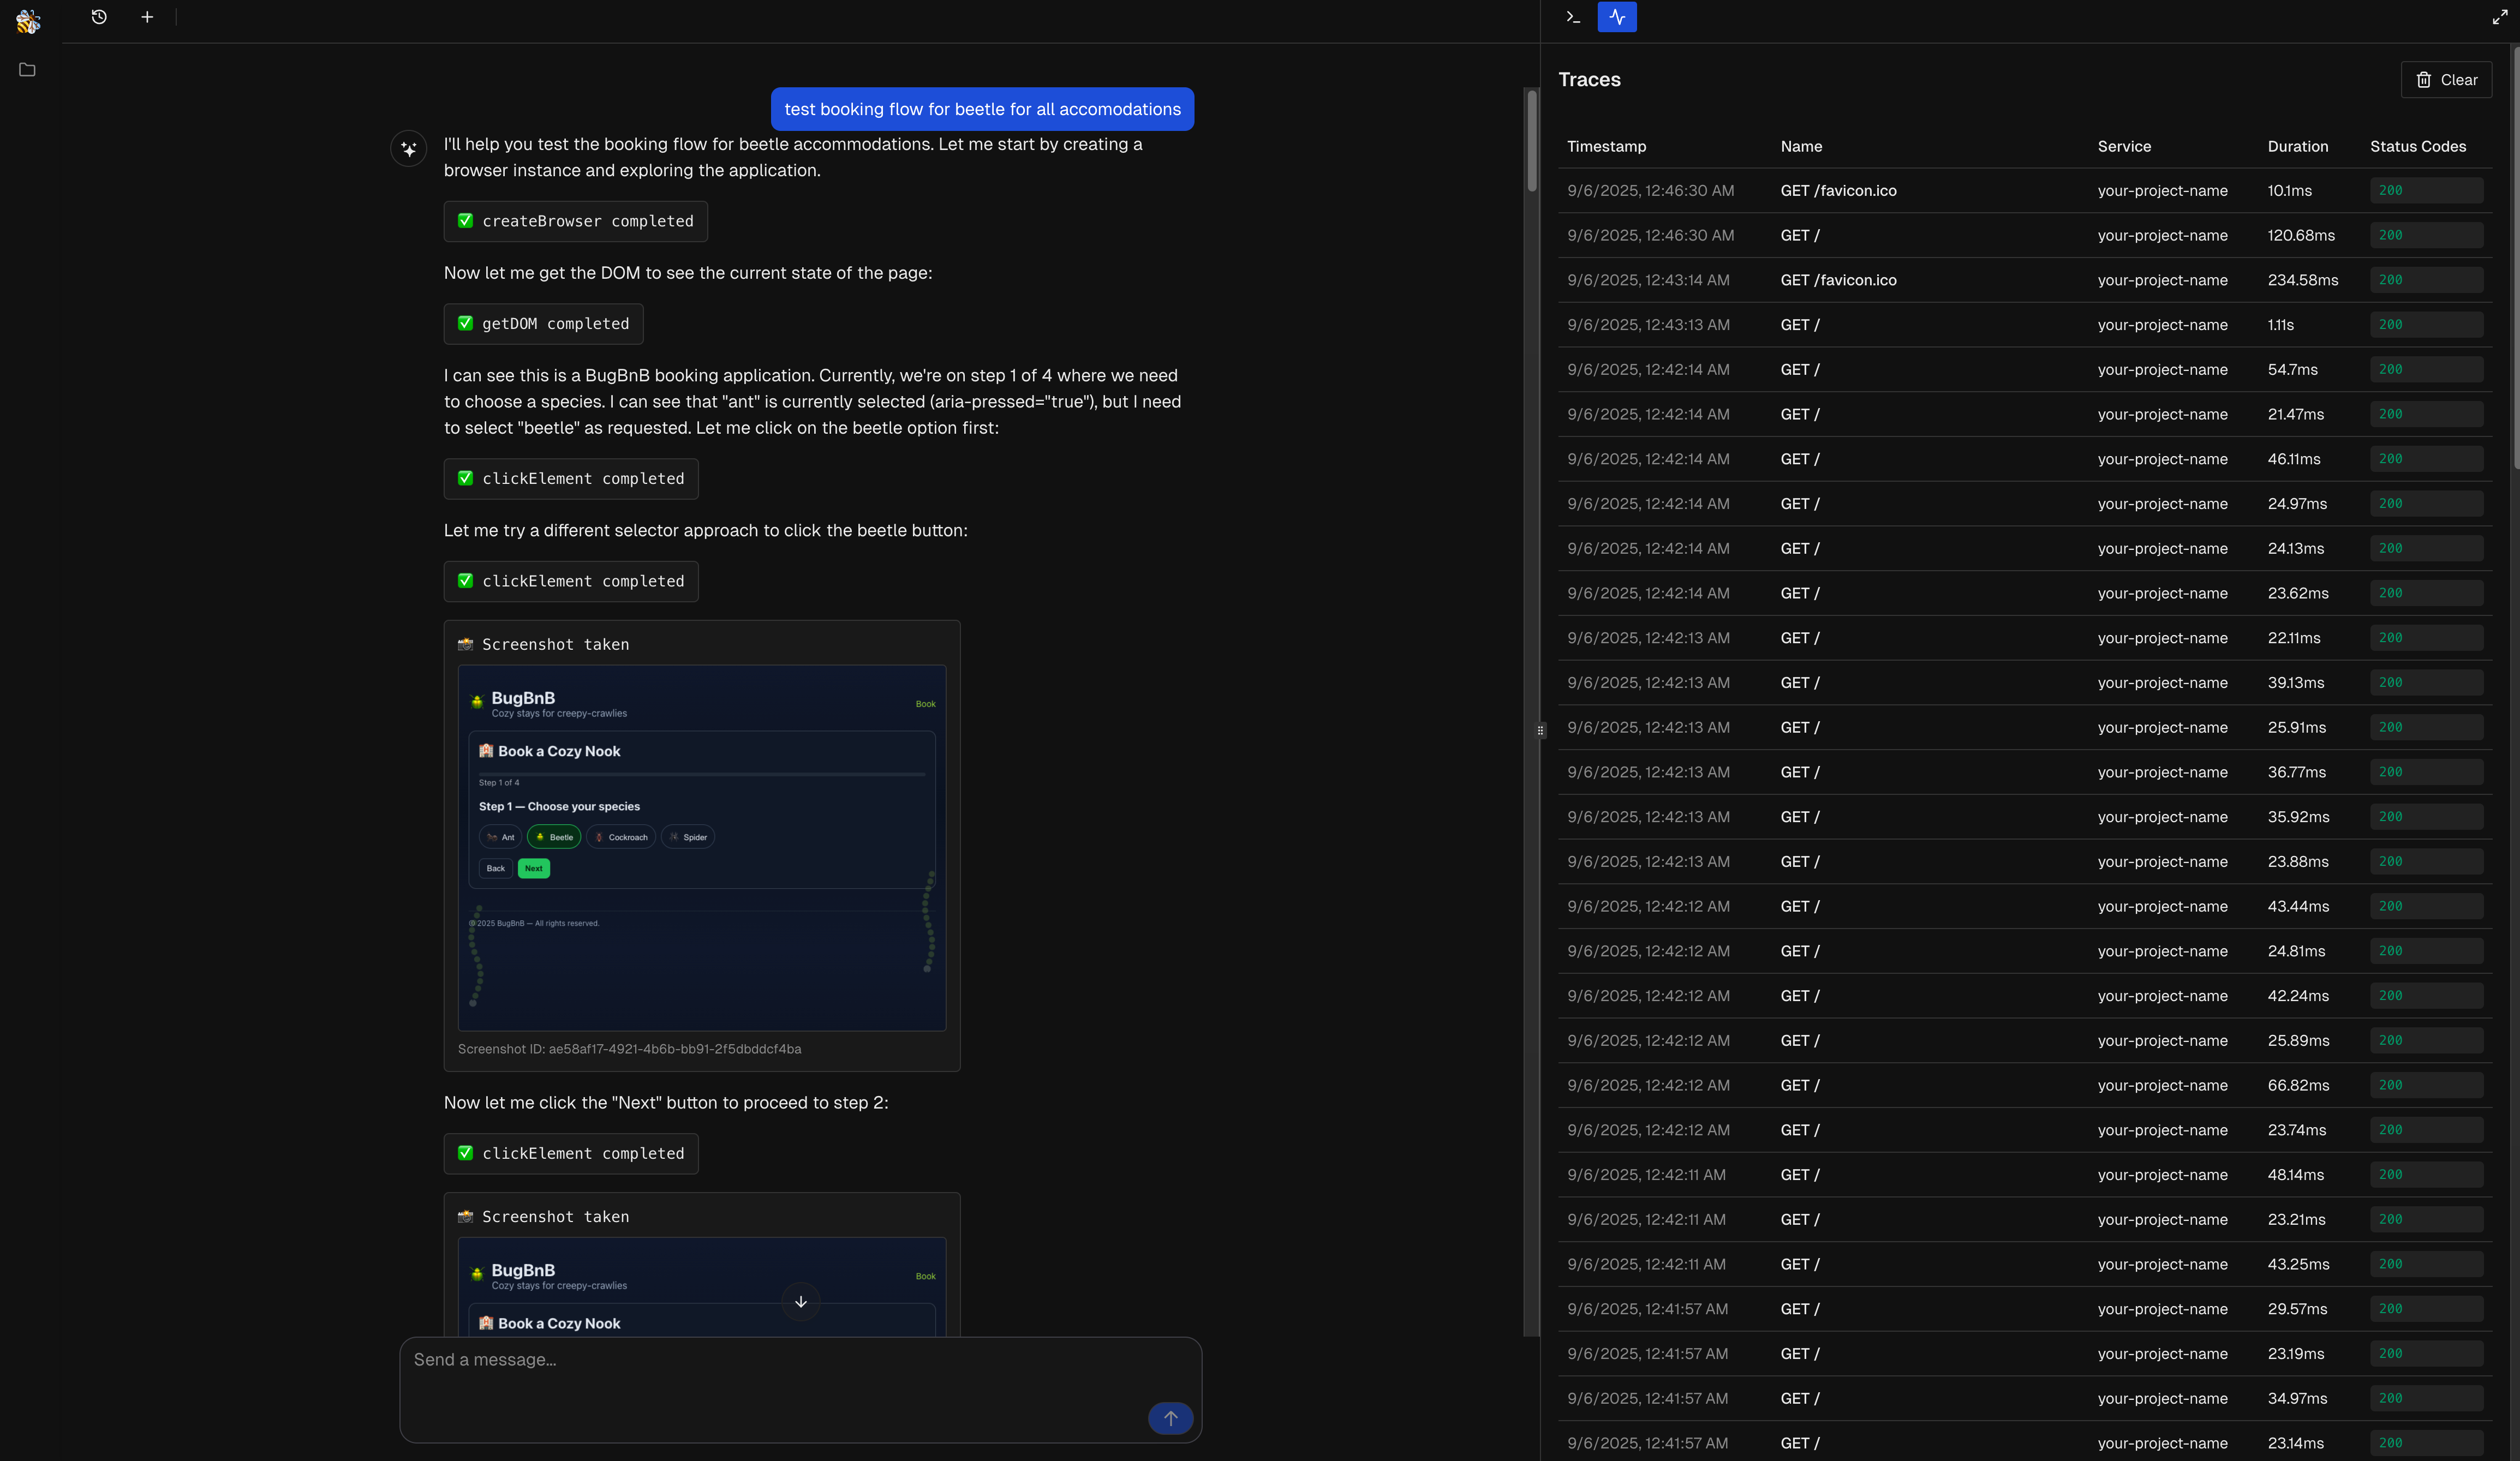 test booking flow for beetle for all accomodations
I'll help you test the booking flow for beetle accommodations. Let me start by creating a
browser instance and exploring the application.
✅ createBrowser completed
Now let me get the DOM to see the current state of the page:
✅ getDOM completed
I can see this is a BugBnB booking application. Currently, we're on step 1 of 4 where we need
to choose a species. I can see that "ant" is currently selected (aria-pressed="true"), but I need
to select "beetle" as requested. Let me click on the beetle option first:
✅ clickElement completed
Let me try a different selector approach to click the beetle button:
✅ clickElement completed
📸 Screenshot taken
BugBnB
Cozy stays for creepy-crawlies
Book
🏨 Book a Cozy Nook
Step 1 of 4
Step 1 — Choose your species
Ant Beetle Cockroach Spider
Back Next
© 2025 BugBnB — All rights reserved.
Screenshot ID: ae58af17-4921-4b6b-bb91-2f5dbddcf4ba
Now let me click the "Next" button to proceed to step 2:
✅ clickElement completed
📸 Screenshot taken
BugBnB
Cozy stays for creepy-crawlies
Book
🏨 Book a Cozy Nook
Send a message...
Traces
Clear
Timestamp Name Service Duration Status Codes
9/6/2025, 12:46:30 AM GET /favicon.ico your-project-name 10.1ms 200
9/6/2025, 12:46:30 AM GET / your-project-name 120.68ms 200
9/6/2025, 12:43:14 AM GET /favicon.ico your-project-name 234.58ms 200
9/6/2025, 12:43:13 AM GET / your-project-name 1.11s 200
9/6/2025, 12:42:14 AM GET / your-project-name 54.7ms 200
9/6/2025, 12:42:14 AM GET / your-project-name 21.47ms 200
9/6/2025, 12:42:14 AM GET / your-project-name 46.11ms 200
9/6/2025, 12:42:14 AM GET / your-project-name 24.97ms 200
9/6/2025, 12:42:14 AM GET / your-project-name 24.13ms 200
9/6/2025, 12:42:14 AM GET / your-project-name 23.62ms 200
9/6/2025, 12:42:13 AM GET / your-project-name 22.11ms 200
9/6/2025, 12:42:13 AM GET / your-project-name 39.13ms 200
9/6/2025, 12:42:13 AM GET / your-project-name 25.91ms 200
9/6/2025, 12:42:13 AM GET / your-project-name 36.77ms 200
9/6/2025, 12:42:13 AM GET / your-project-name 35.92ms 200
9/6/2025, 12:42:13 AM GET / your-project-name 23.88ms 200
9/6/2025, 12:42:12 AM GET / your-project-name 43.44ms 200
9/6/2025, 12:42:12 AM GET / your-project-name 24.81ms 200
9/6/2025, 12:42:12 AM GET / your-project-name 42.24ms 200
9/6/2025, 12:42:12 AM GET / your-project-name 25.89ms 200
9/6/2025, 12:42:12 AM GET / your-project-name 66.82ms 200
9/6/2025, 12:42:12 AM GET / your-project-name 23.74ms 200
9/6/2025, 12:42:11 AM GET / your-project-name 48.14ms 200
9/6/2025, 12:42:11 AM GET / your-project-name 23.21ms 200
9/6/2025, 12:42:11 AM GET / your-project-name 43.25ms 200
9/6/2025, 12:41:57 AM GET / your-project-name 29.57ms 200
9/6/2025, 12:41:57 AM GET / your-project-name 23.19ms 200
9/6/2025, 12:41:57 AM GET / your-project-name 34.97ms 200
9/6/2025, 12:41:57 AM GET / your-project-name 23.14ms 200